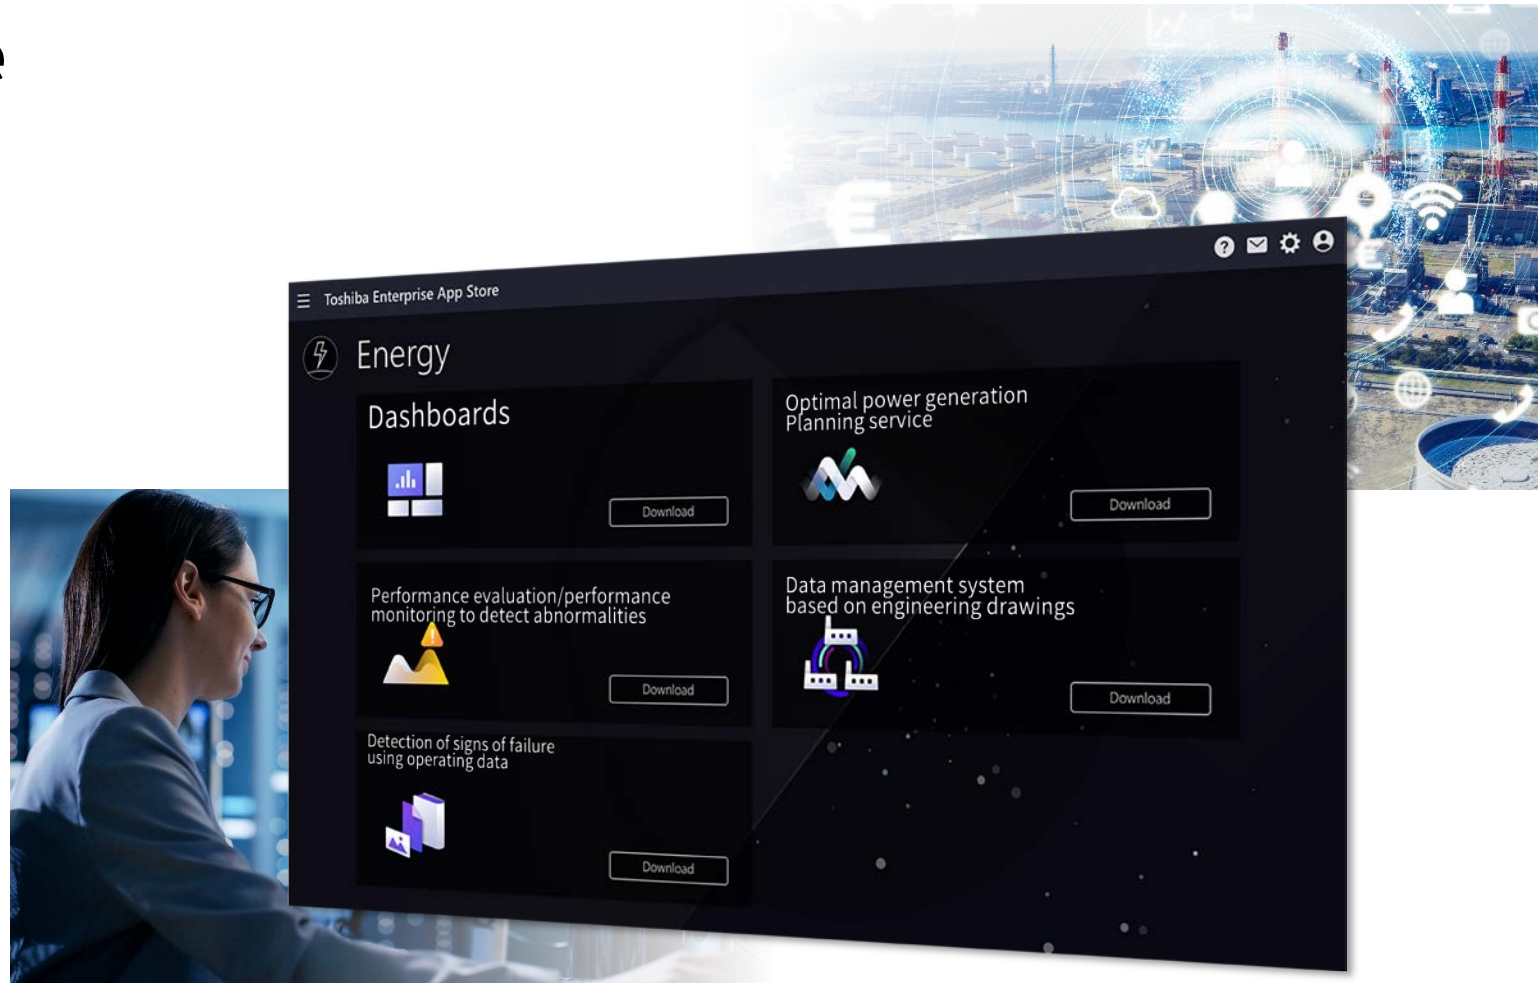 e
Toshiba Enterprise App Store
Energy
Dashboards
Download
Optimal power generation
Planning service
Download
Performance evaluation/performance
monitoring to detect abnormalities
Download
Data management system
based on engineering drawings
Download
Detection of signs of failure
using operating data
Download